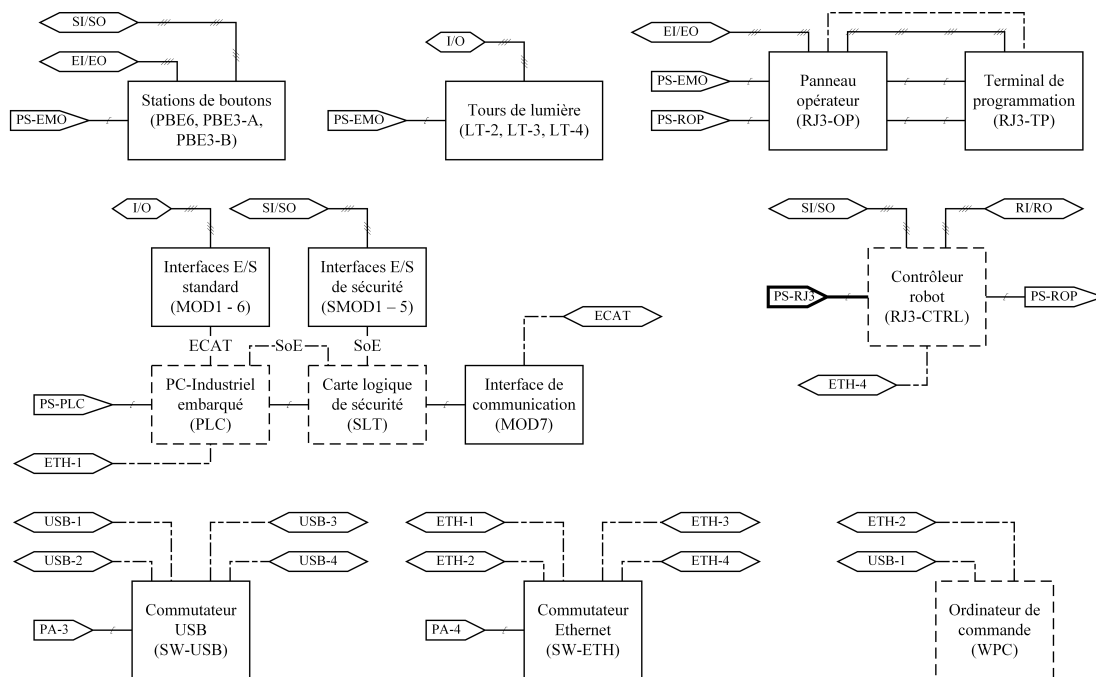 SI/SO
EI/EO
PS-EMO
Stations de boutons
(PBE6, PBE3-A,
PBE3-B)
I/O
PS-EMO
Tours de lumière
(LT-2, LT-3, LT-4)
EI/EO
PS-EMO
PS-ROP
Panneau
opérateur
(RJ3-OP)
Terminal de
programmation
(RJ3-TP)
I/O
SI/SO
Interfaces E/S
standard
(MOD1 - 6)
Interfaces E/S
de sécurité
(SMOD1 – 5)
ECAT
SoE
SoE
ECAT
PS-PLC
PC-Industriel
embarqué
(PLC)
Carte logique
de sécurité
(SLT)
Interface de
communication
(MOD7)
ETH-1
SI/SO
RI/RO
PS-RJ3
Contrôleur
robot
(RJ3-CTRL)
PS-ROP
ETH-4
USB-1
USB-2
USB-3
USB-4
PA-3
Commutateur
USB
(SW-USB)
ETH-1
ETH-2
ETH-3
ETH-4
PA-4
Commutateur
Ethernet
(SW-ETH)
ETH-2
USB-1
Ordinateur de
commande
(WPC)